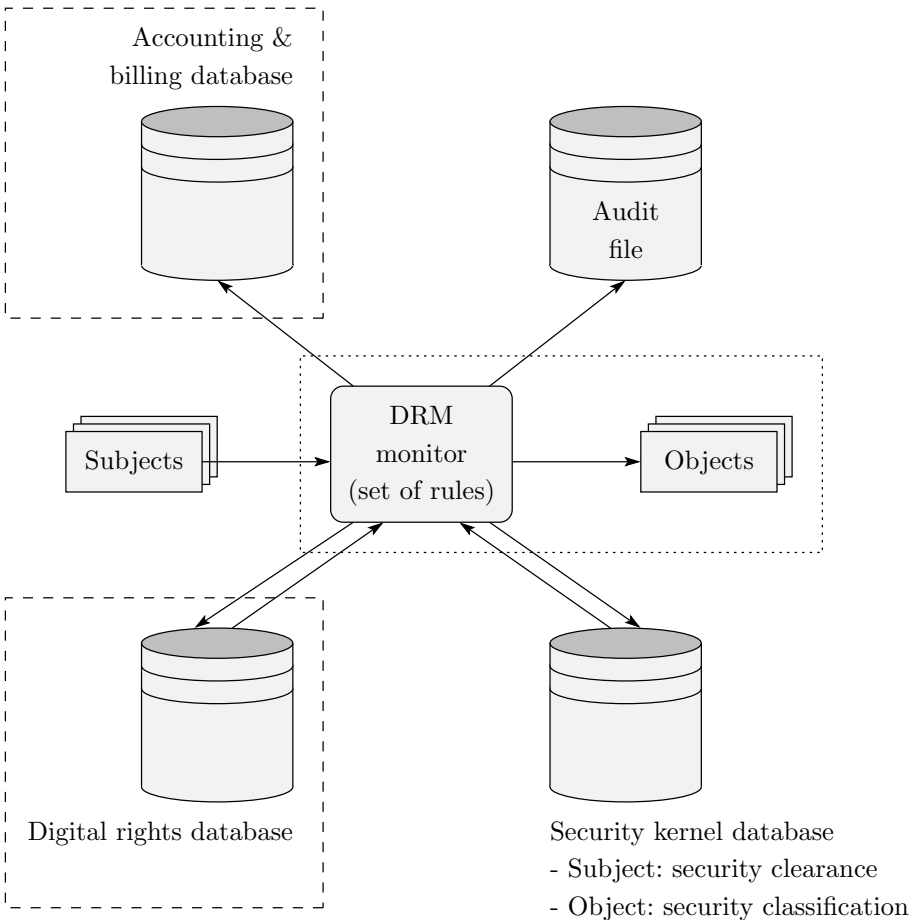 Accounting &
billing database
Audit
file
DRM
monitor
(set of rules)
Subjects
Objects
Digital rights database
Security kernel database
- Subject: security clearance
- Object: security classification